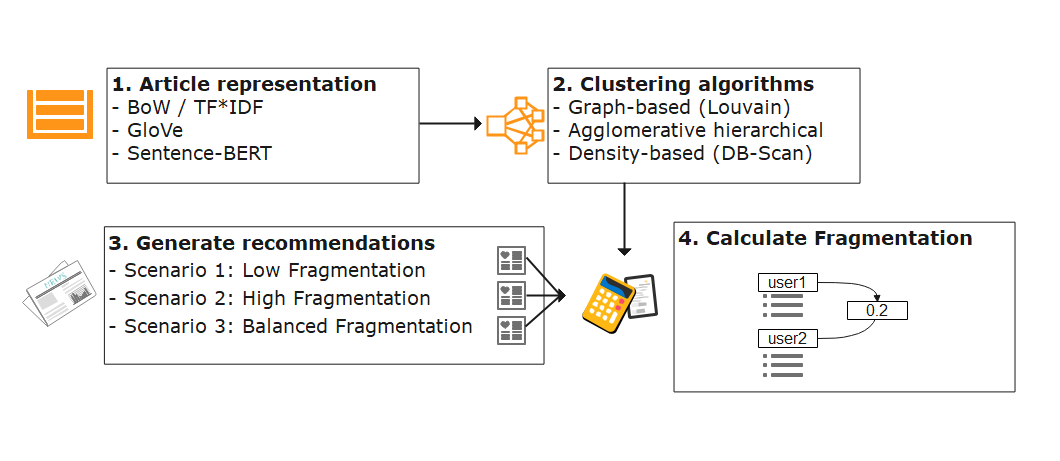 1. Article representation
- BoW / TF*IDF
- GloVe
- Sentence-BERT
2. Clustering algorithms
- Graph-based (Louvain)
- Agglomerative hierarchical
- Density-based (DB-Scan)
3. Generate recommendations
- Scenario 1: Low Fragmentation
- Scenario 2: High Fragmentation
- Scenario 3: Balanced Fragmentation
NEWS
4. Calculate Fragmentation
user1
0.2
user2